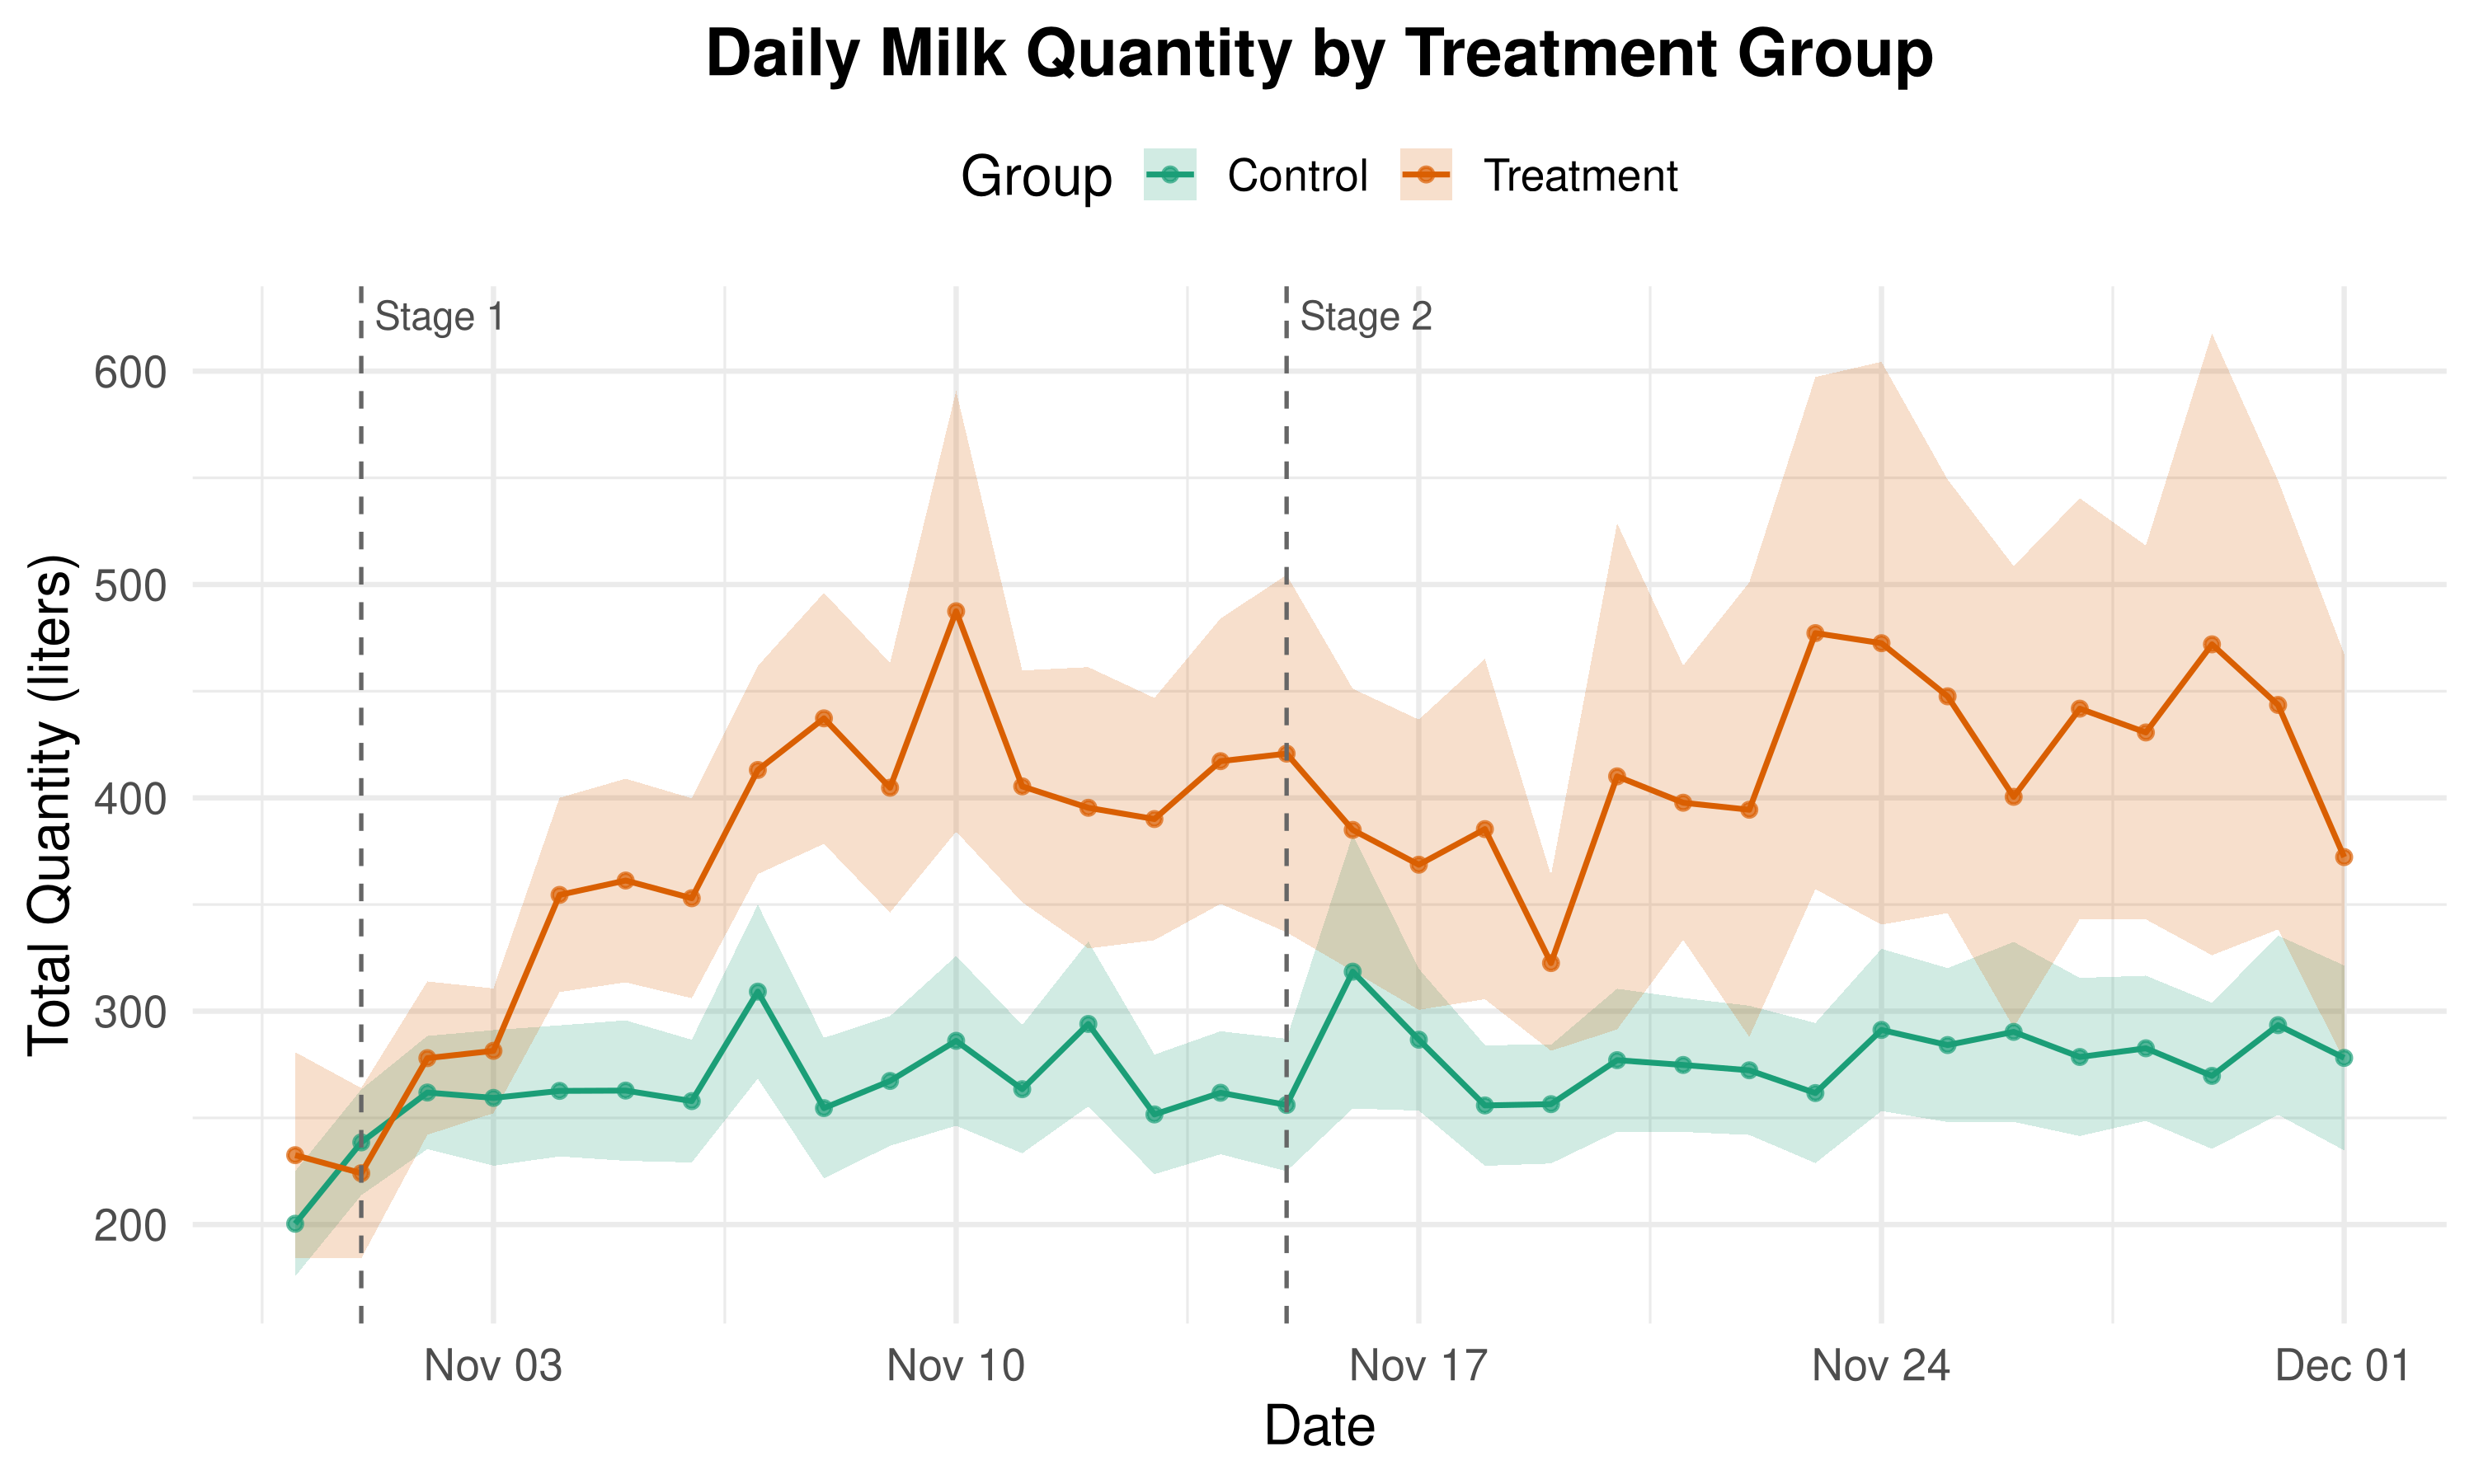 Daily Milk Quantity by Treatment Group
Group Control Treatment
Stage 1 Stage 2
600
500
400
300
200
Total Quantity (liters)
Nov 03 Nov 10 Nov 17 Nov 24 Dec 01
Date